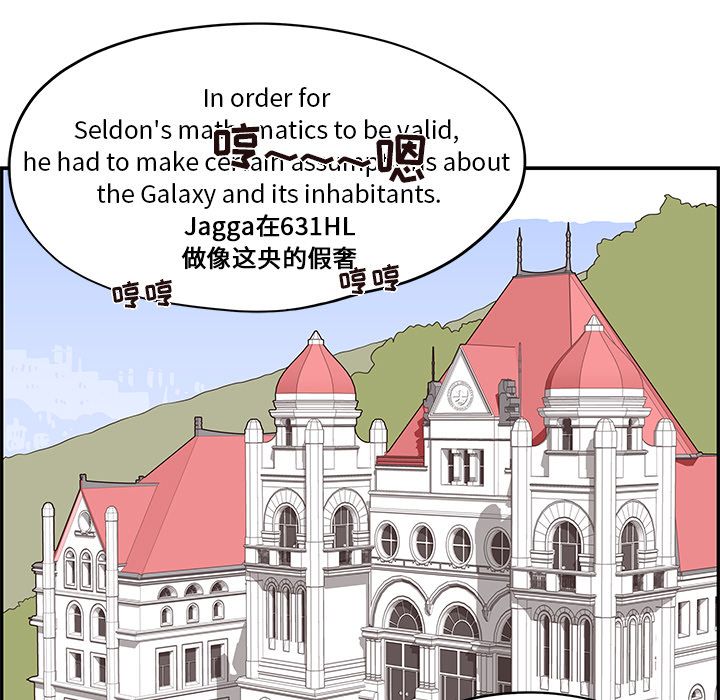 In order for
Seldon's mathematics to be valid,
he had to make certain assumptions about
the Galaxy and its inhabitants.
Jagga在631HL
做像这央的假奢
哼～～～嗯
哼哼
哼哼